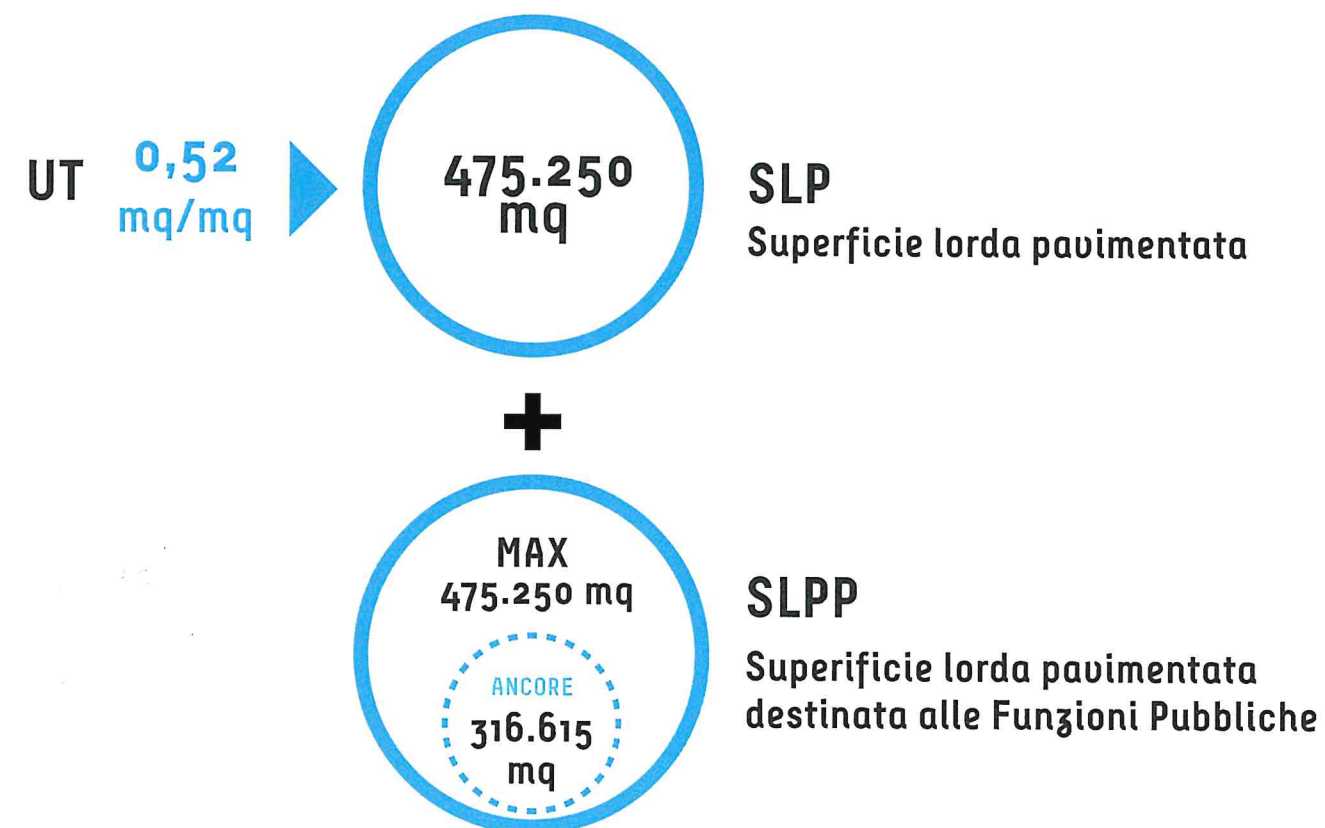 UT
0,52
mq/mq
475.250
mq
SLP
Superficie lorda pavimentata
+
MAX
475.250 mq
ANCORE
316.615
mq
SLPP
Superificie lorda pavimentata
destinata alle Funzioni Pubbliche